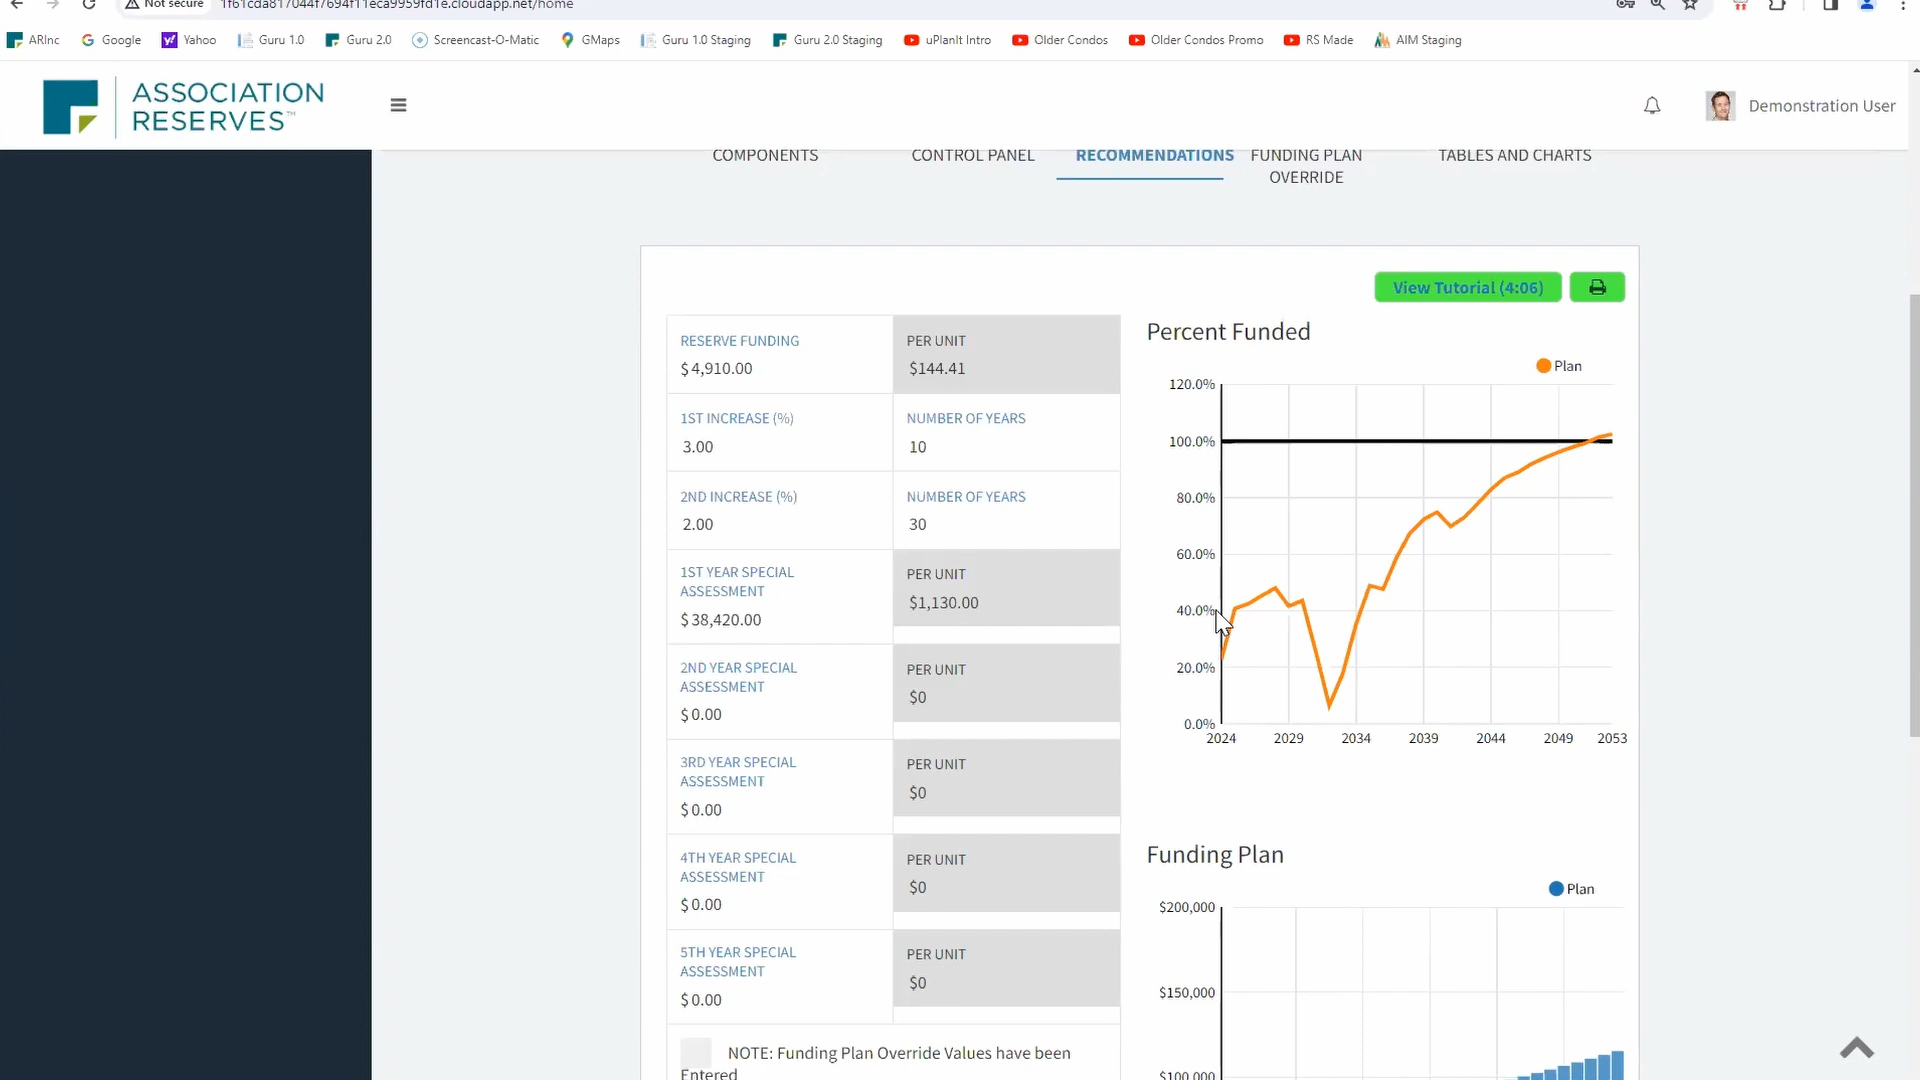 Not secure 1f61cda817044f7694f11eca9959fd1e.cloudapp.net/home
ARInc Google Yahoo Guru 1.0 Guru 2.0 Screencast-O-Matic GMaps Guru 1.0 Staging Guru 2.0 Staging uPlanIt Intro Older Condos Older Condos Promo RS Made AIM Staging
ASSOCIATION
RESERVES™
Demonstration User
COMPONENTS CONTROL PANEL RECOMMENDATIONS FUNDING PLAN
OVERRIDE TABLES AND CHARTS
View Tutorial (4:06)
RESERVE FUNDING PER UNIT
$ 4,910.00 $144.41
1ST INCREASE (%) NUMBER OF YEARS
3.00 10
2ND INCREASE (%) NUMBER OF YEARS
2.00 30
1ST YEAR SPECIAL
ASSESSMENT
$ 38,420.00
PER UNIT
$1,130.00
2ND YEAR SPECIAL
ASSESSMENT
$ 0.00
PER UNIT
$0
3RD YEAR SPECIAL
ASSESSMENT
$ 0.00
PER UNIT
$0
4TH YEAR SPECIAL
ASSESSMENT
$ 0.00
PER UNIT
$0
5TH YEAR SPECIAL
ASSESSMENT
$ 0.00
PER UNIT
$0
NOTE: Funding Plan Override Values have been
Entered
Percent Funded
Plan
120.0%
100.0%
80.0%
60.0%
40.0%
20.0%
0.0%
2024 2029 2034 2039 2044 2049 2053
Funding Plan
Plan
$200,000
$150,000
$100,000